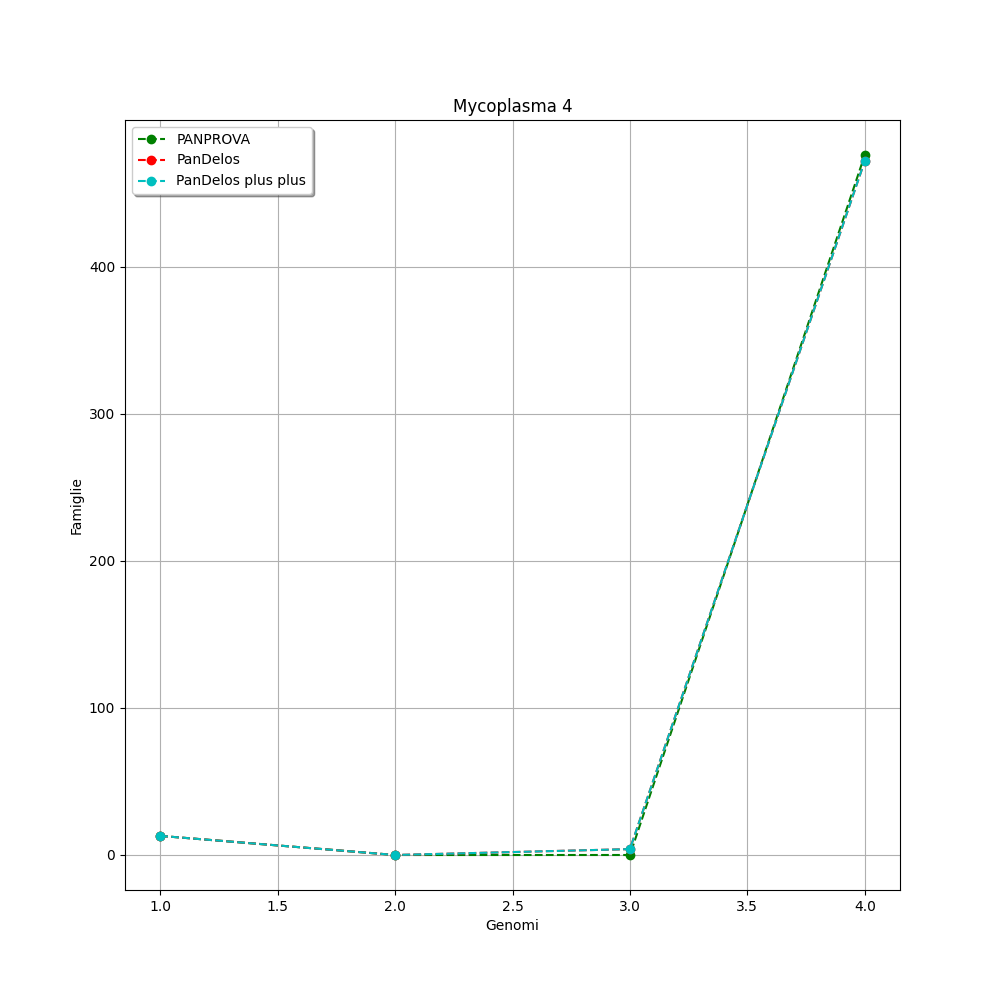 Mycoplasma 4
PANPROVA
PanDelos
PanDelos plus plus
400
300
200
100
0
Famiglie
1.0 1.5 2.0 2.5 3.0 3.5 4.0
Genomi